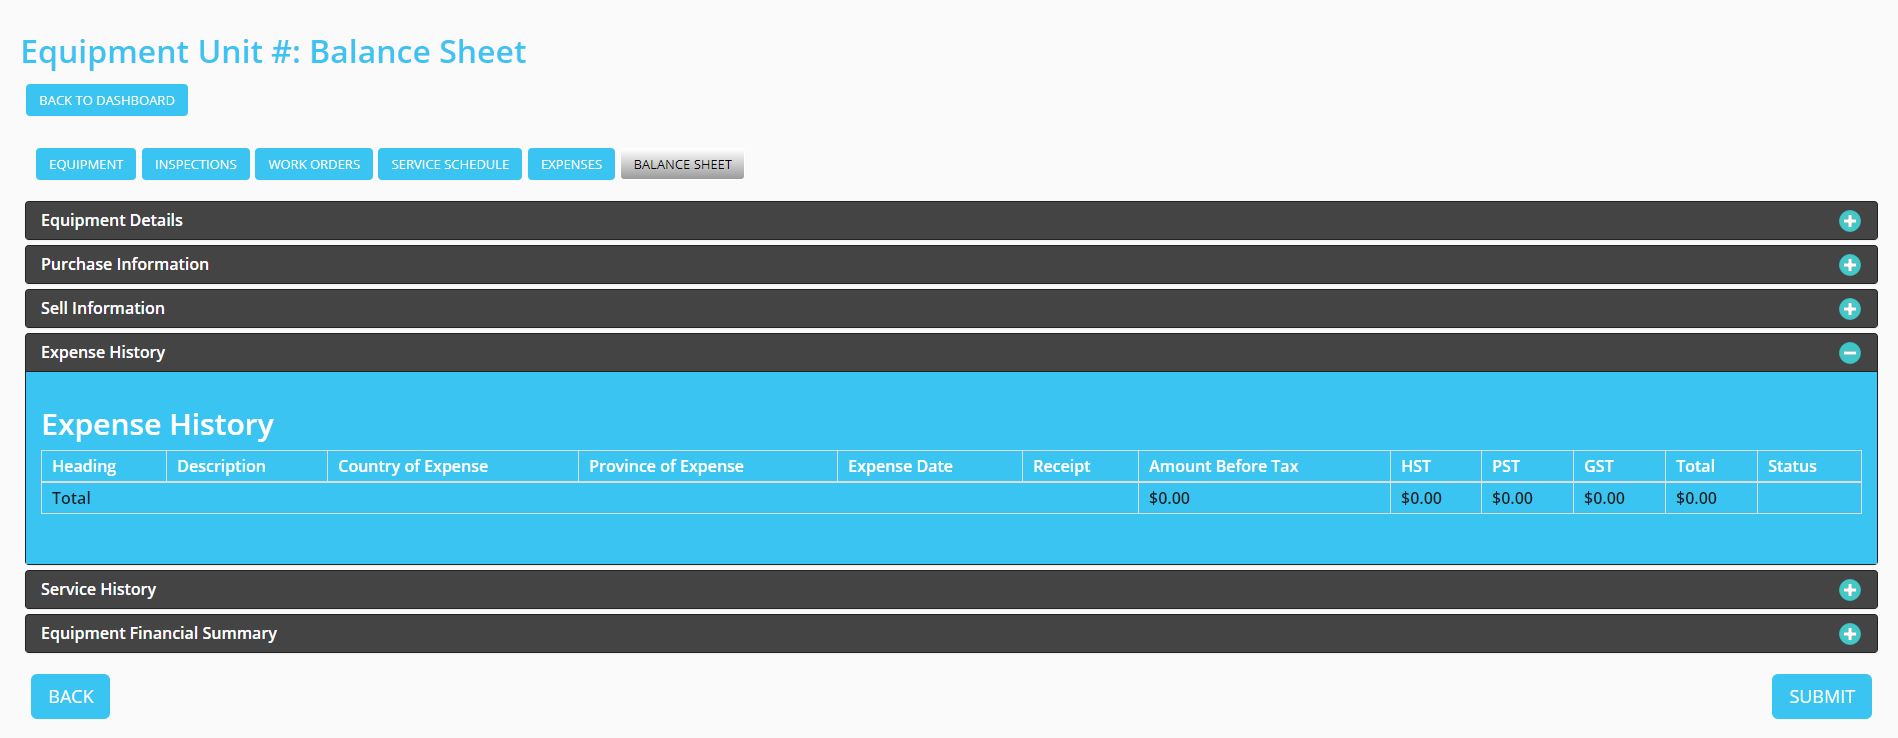 Equipment Unit #: Balance Sheet
BACK TO DASHBOARD
EQUIPMENT INSPECTIONS WORK ORDERS SERVICE SCHEDULE EXPENSES BALANCE SHEET
Equipment Details
Purchase Information
Sell Information
Expense History
Expense History
Heading Description Country of Expense Province of Expense Expense Date Receipt Amount Before Tax HST PST GST Total Status
Total $0.00 $0.00 $0.00 $0.00 $0.00
Service History
Equipment Financial Summary
BACK SUBMIT